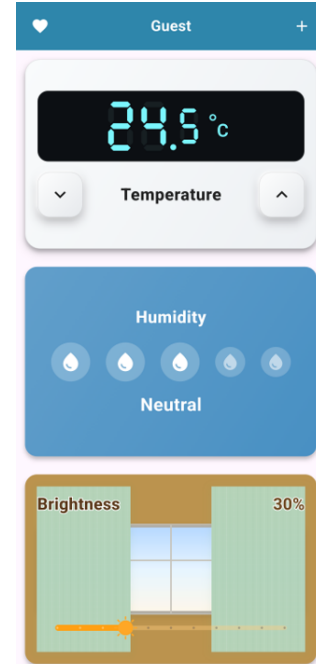 Guest
24.5°C
Temperature
Humidity
Neutral
Brightness 30%